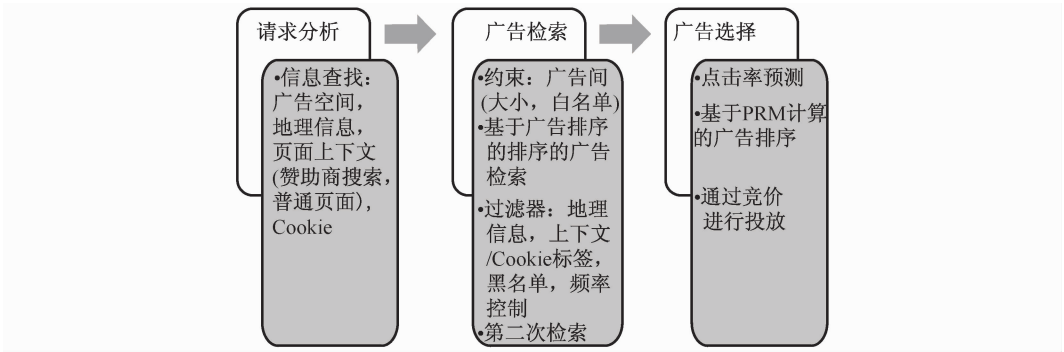 请求分析
•信息查找：
广告空间，
地理信息，
页面上下文
(赞助商搜索，
普通页面)，
Cookie
广告检索
•约束：广告间
(大小，白名单)
•基于广告排序
的排序的广告
检索
•过滤器：地理
信息，上下文
/Cookie标签，
黑名单，频率
控制
•第二次检索
广告选择
•点击率预测
•基于PRM计算
的广告排序
•通过竞价
进行投放